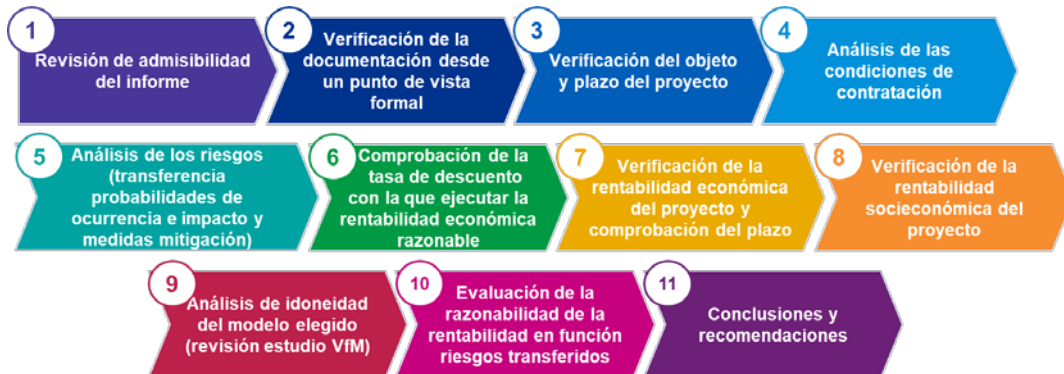 1
Revisión de admisibilidad
del informe
2
Verificación de la
documentación desde
un punto de vista
formal
3
Verificación del objeto
y plazo del proyecto
4
Análisis de las
condiciones de
contratación
5
Análisis de los riesgos
(transferencia
probabilidades de
ocurrencia e impacto y
medidas mitigación)
6
Comprobación de la
tasa de descuento
con la que ejecutar la
rentabilidad económica
razonable
7
Verificación de la
rentabilidad económica
del proyecto y
comprobación del plazo
8
Verificación de la
rentabilidad
socieconómica del
proyecto
9
Análisis de idoneidad
del modelo elegido
(revisión estudio VfM)
10
Evaluación de la
razonabilidad de la
rentabilidad en función
riesgos transferidos
11
Conclusiones y
recomendaciones